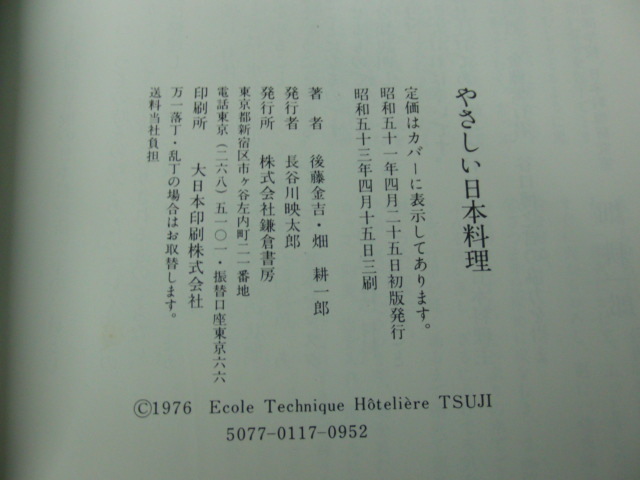 やさしい日本料理
定価はカバーに表示してあります。
昭和五十一年四月二十五日初版発行
昭和五十三年四月十五日三刷
著者 後藤金吉・畑 耕一郎
発行者 長谷川映太郎
発行所 株式会社鎌倉書房
東京都新宿区市ヶ谷左内町二一番地
電話東京(二六八)五一〇一・振替口座東京六六
印刷所 大日本印刷株式会社
万一落丁・乱丁の場合はお取替します。
送料当社負担
©1976 Ecole Technique Hôtelière TSUJI
5077-0117-0952